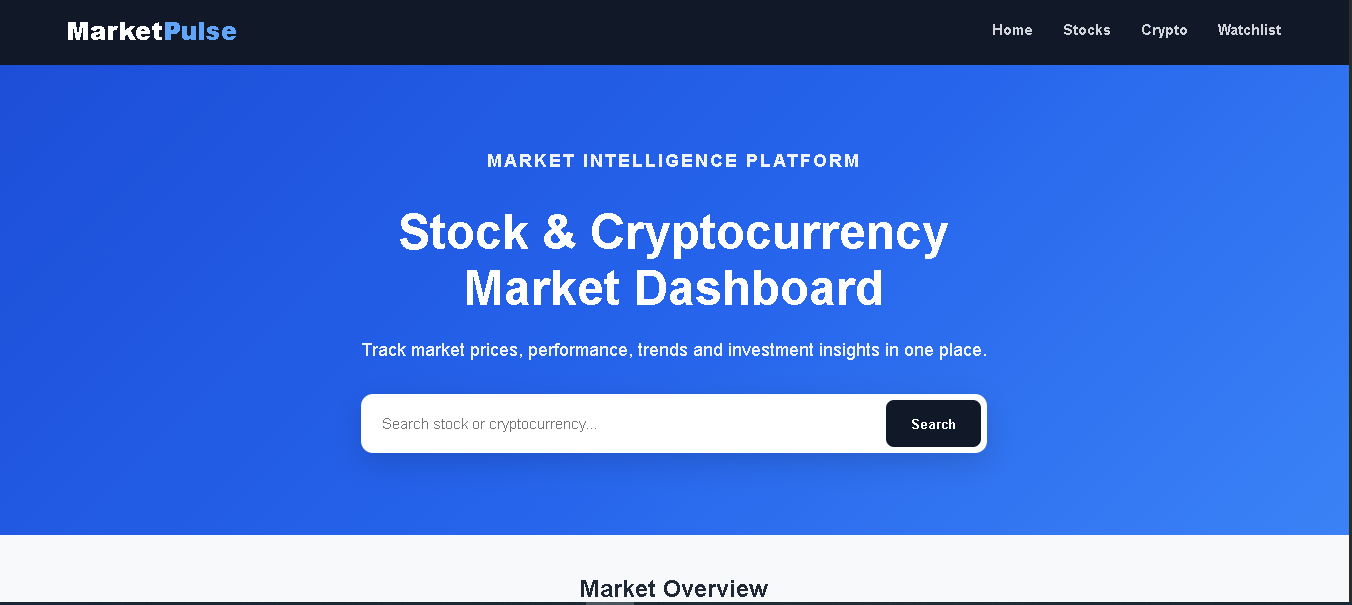 MarketPulse
Home Stocks Crypto Watchlist
MARKET INTELLIGENCE PLATFORM
Stock & Cryptocurrency
Market Dashboard
Track market prices, performance, trends and investment insights in one place.
Search stock or cryptocurrency...
Search
Market Overview